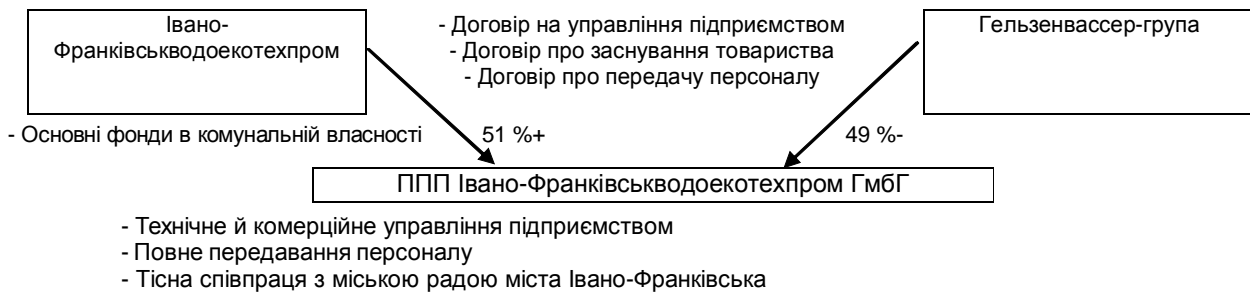 Івано-
Франківськводоекотехпром
- Договір на управління підприємством
- Договір про заснування товариства
- Договір про передачу персоналу
Гельзенвассер-група
- Основні фонди в комунальній власності
51 %+
49 %-
ППП Івано-Франківськводоекотехпром ГмбГ
- Технічне й комерційне управління підприємством
- Повне передавання персоналу
- Тісна співпраця з міською радою міста Івано-Франківська